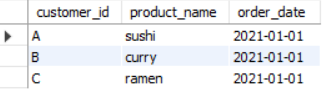 customer_id product_name order_date
A sushi 2021-01-01
B curry 2021-01-01
C ramen 2021-01-01